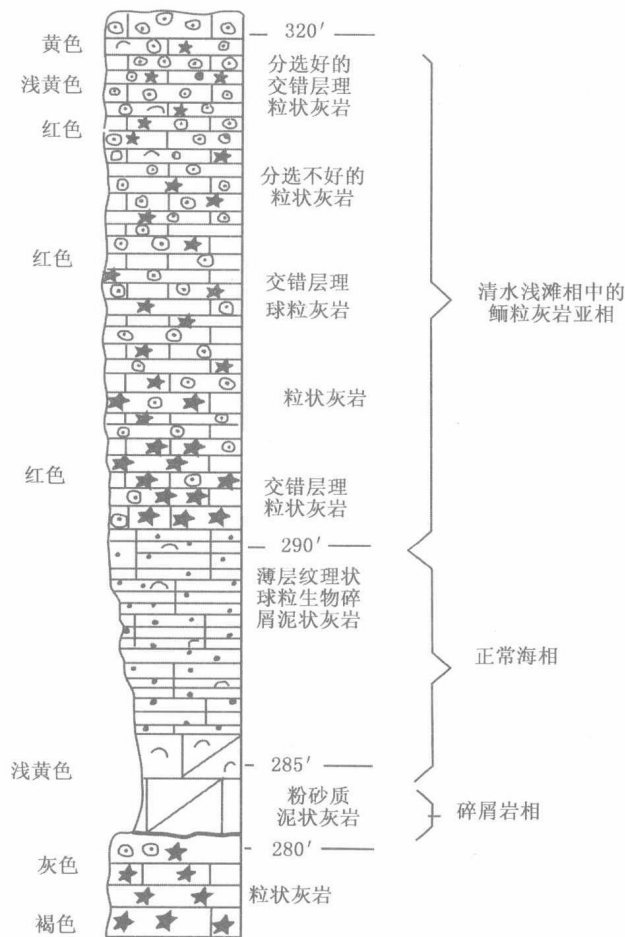 320′
黄色
分选好的
交错层理
粒状灰岩
浅黄色
红色
分选不好的
粒状灰岩
红色
交错层理
球粒灰岩
清水浅滩相中的
鲕粒灰岩亚相
粒状灰岩
红色
交错层理
粒状灰岩
290′
薄层纹理状
球粒生物碎
屑泥状灰岩
正常海相
浅黄色
285′
粉砂质
泥状灰岩
碎屑岩相
280′
灰色
粒状灰岩
褐色